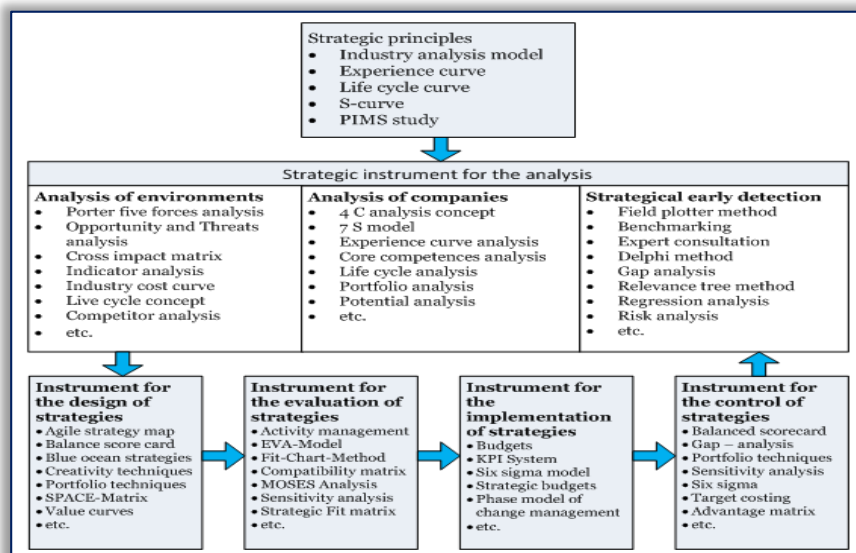 Strategic principles
• Industry analysis model
• Experience curve
• Life cycle curve
• S-curve
• PIMS study
Strategic instrument for the analysis
Analysis of environments
• Porter five forces analysis
• Opportunity and Threats
analysis
• Cross impact matrix
• Indicator analysis
• Industry cost curve
• Live cycle concept
• Competitor analysis
• etc.
Analysis of companies
• 4 C analysis concept
• 7 S model
• Experience curve analysis
• Core competences analysis
• Life cycle analysis
• Portfolio analysis
• Potential analysis
• etc.
Strategical early detection
• Field plotter method
• Benchmarking
• Expert consultation
• Delphi method
• Gap analysis
• Relevance tree method
• Regression analysis
• Risk analysis
• etc.
Instrument for
the design of
strategies
• Agile strategy map
• Balance score card
• Blue ocean strategies
• Creativity techniques
• Portfolio techniques
• SPACE-Matrix
• Value curves
• etc.
Instrument for
the evaluation of
strategies
• Activity management
• EVA-Model
• Fit-Chart-Method
• Compatibility matrix
• MOSES Analysis
• Sensitivity analysis
• Strategic Fit matrix
• etc.
Instrument for
the
implementation
of strategies
• Budgets
• KPI System
• Six sigma model
• Strategic budgets
• Phase model of
change management
• etc.
Instrument for
the control of
strategies
• Balanced scorecard
• Gap – analysis
• Portfolio techniques
• Sensitivity analysis
• Six sigma
• Target costing
• Advantage matrix
• etc.